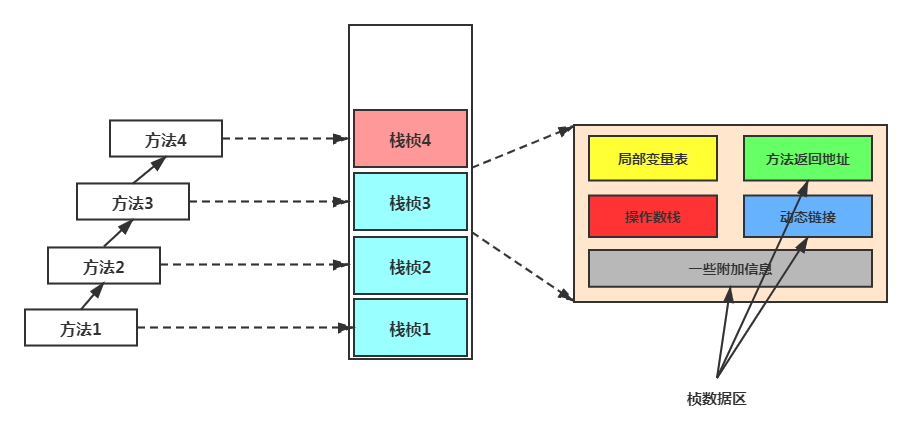 方法4
方法3
方法2
方法1
栈桢4
栈桢3
栈桢2
栈桢1
局部变量表
方法返回地址
操作数栈
动态链接
一些附加信息
桢数据区